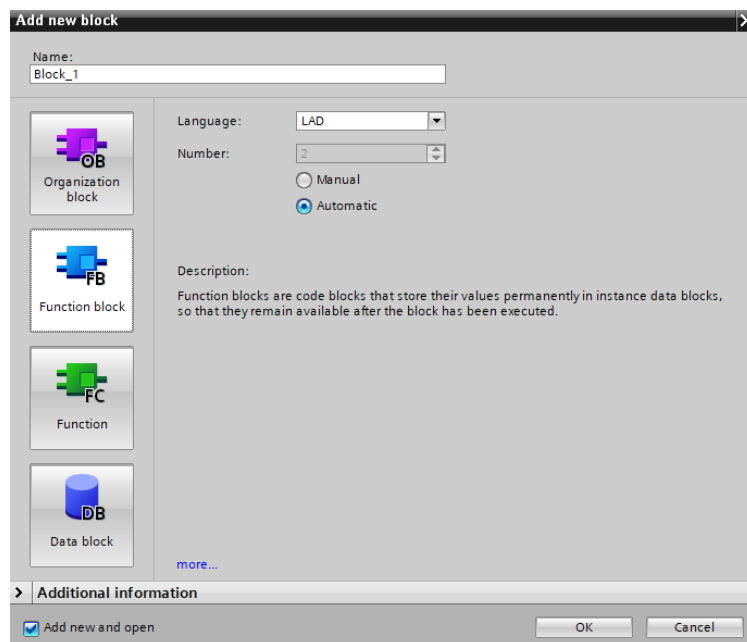 Add new block
Name:
Block_1
OB
Organization
block
FB
Function block
FC
Function
DB
Data block
Language:
LAD
Number:
2
Manual
Automatic
Description:
Function blocks are code blocks that store their values permanently in instance data blocks,
so that they remain available after the block has been executed.
more...
Additional information
Add new and open
OK
Cancel